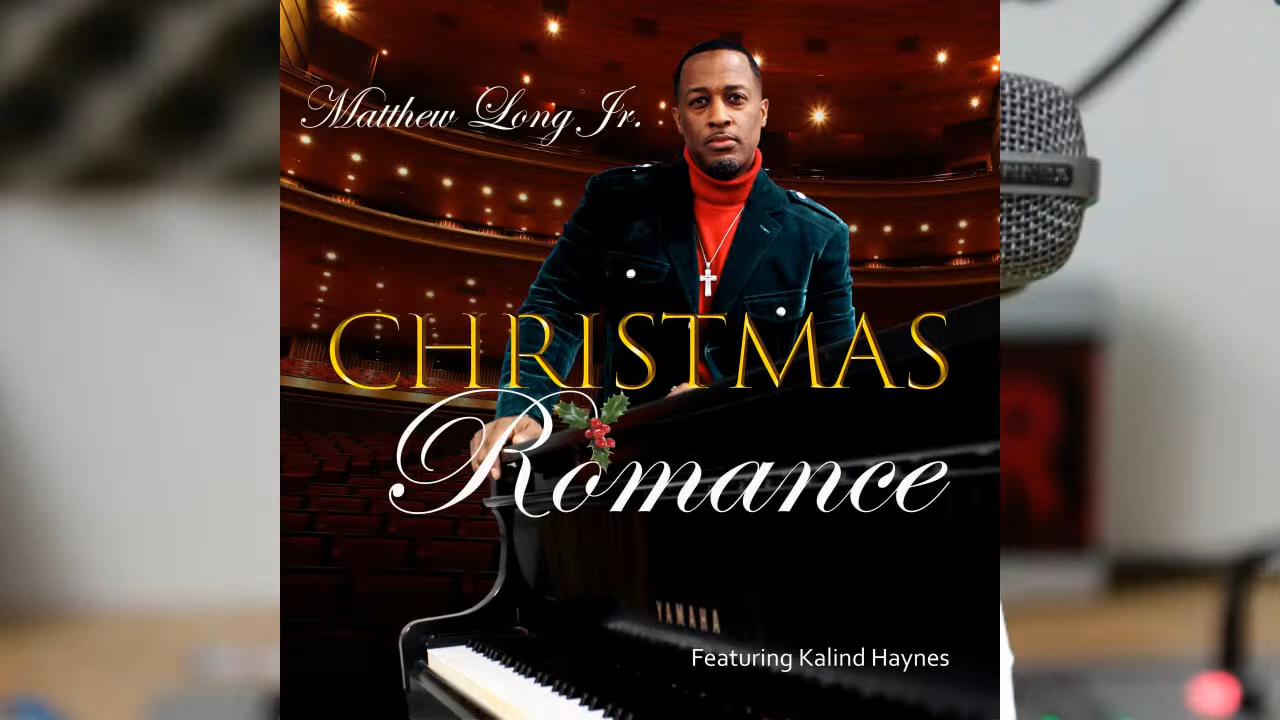 Matthew Long Jr.
CHRISTMAS
Romance
YAMAHA
Featuring Kalind Haynes